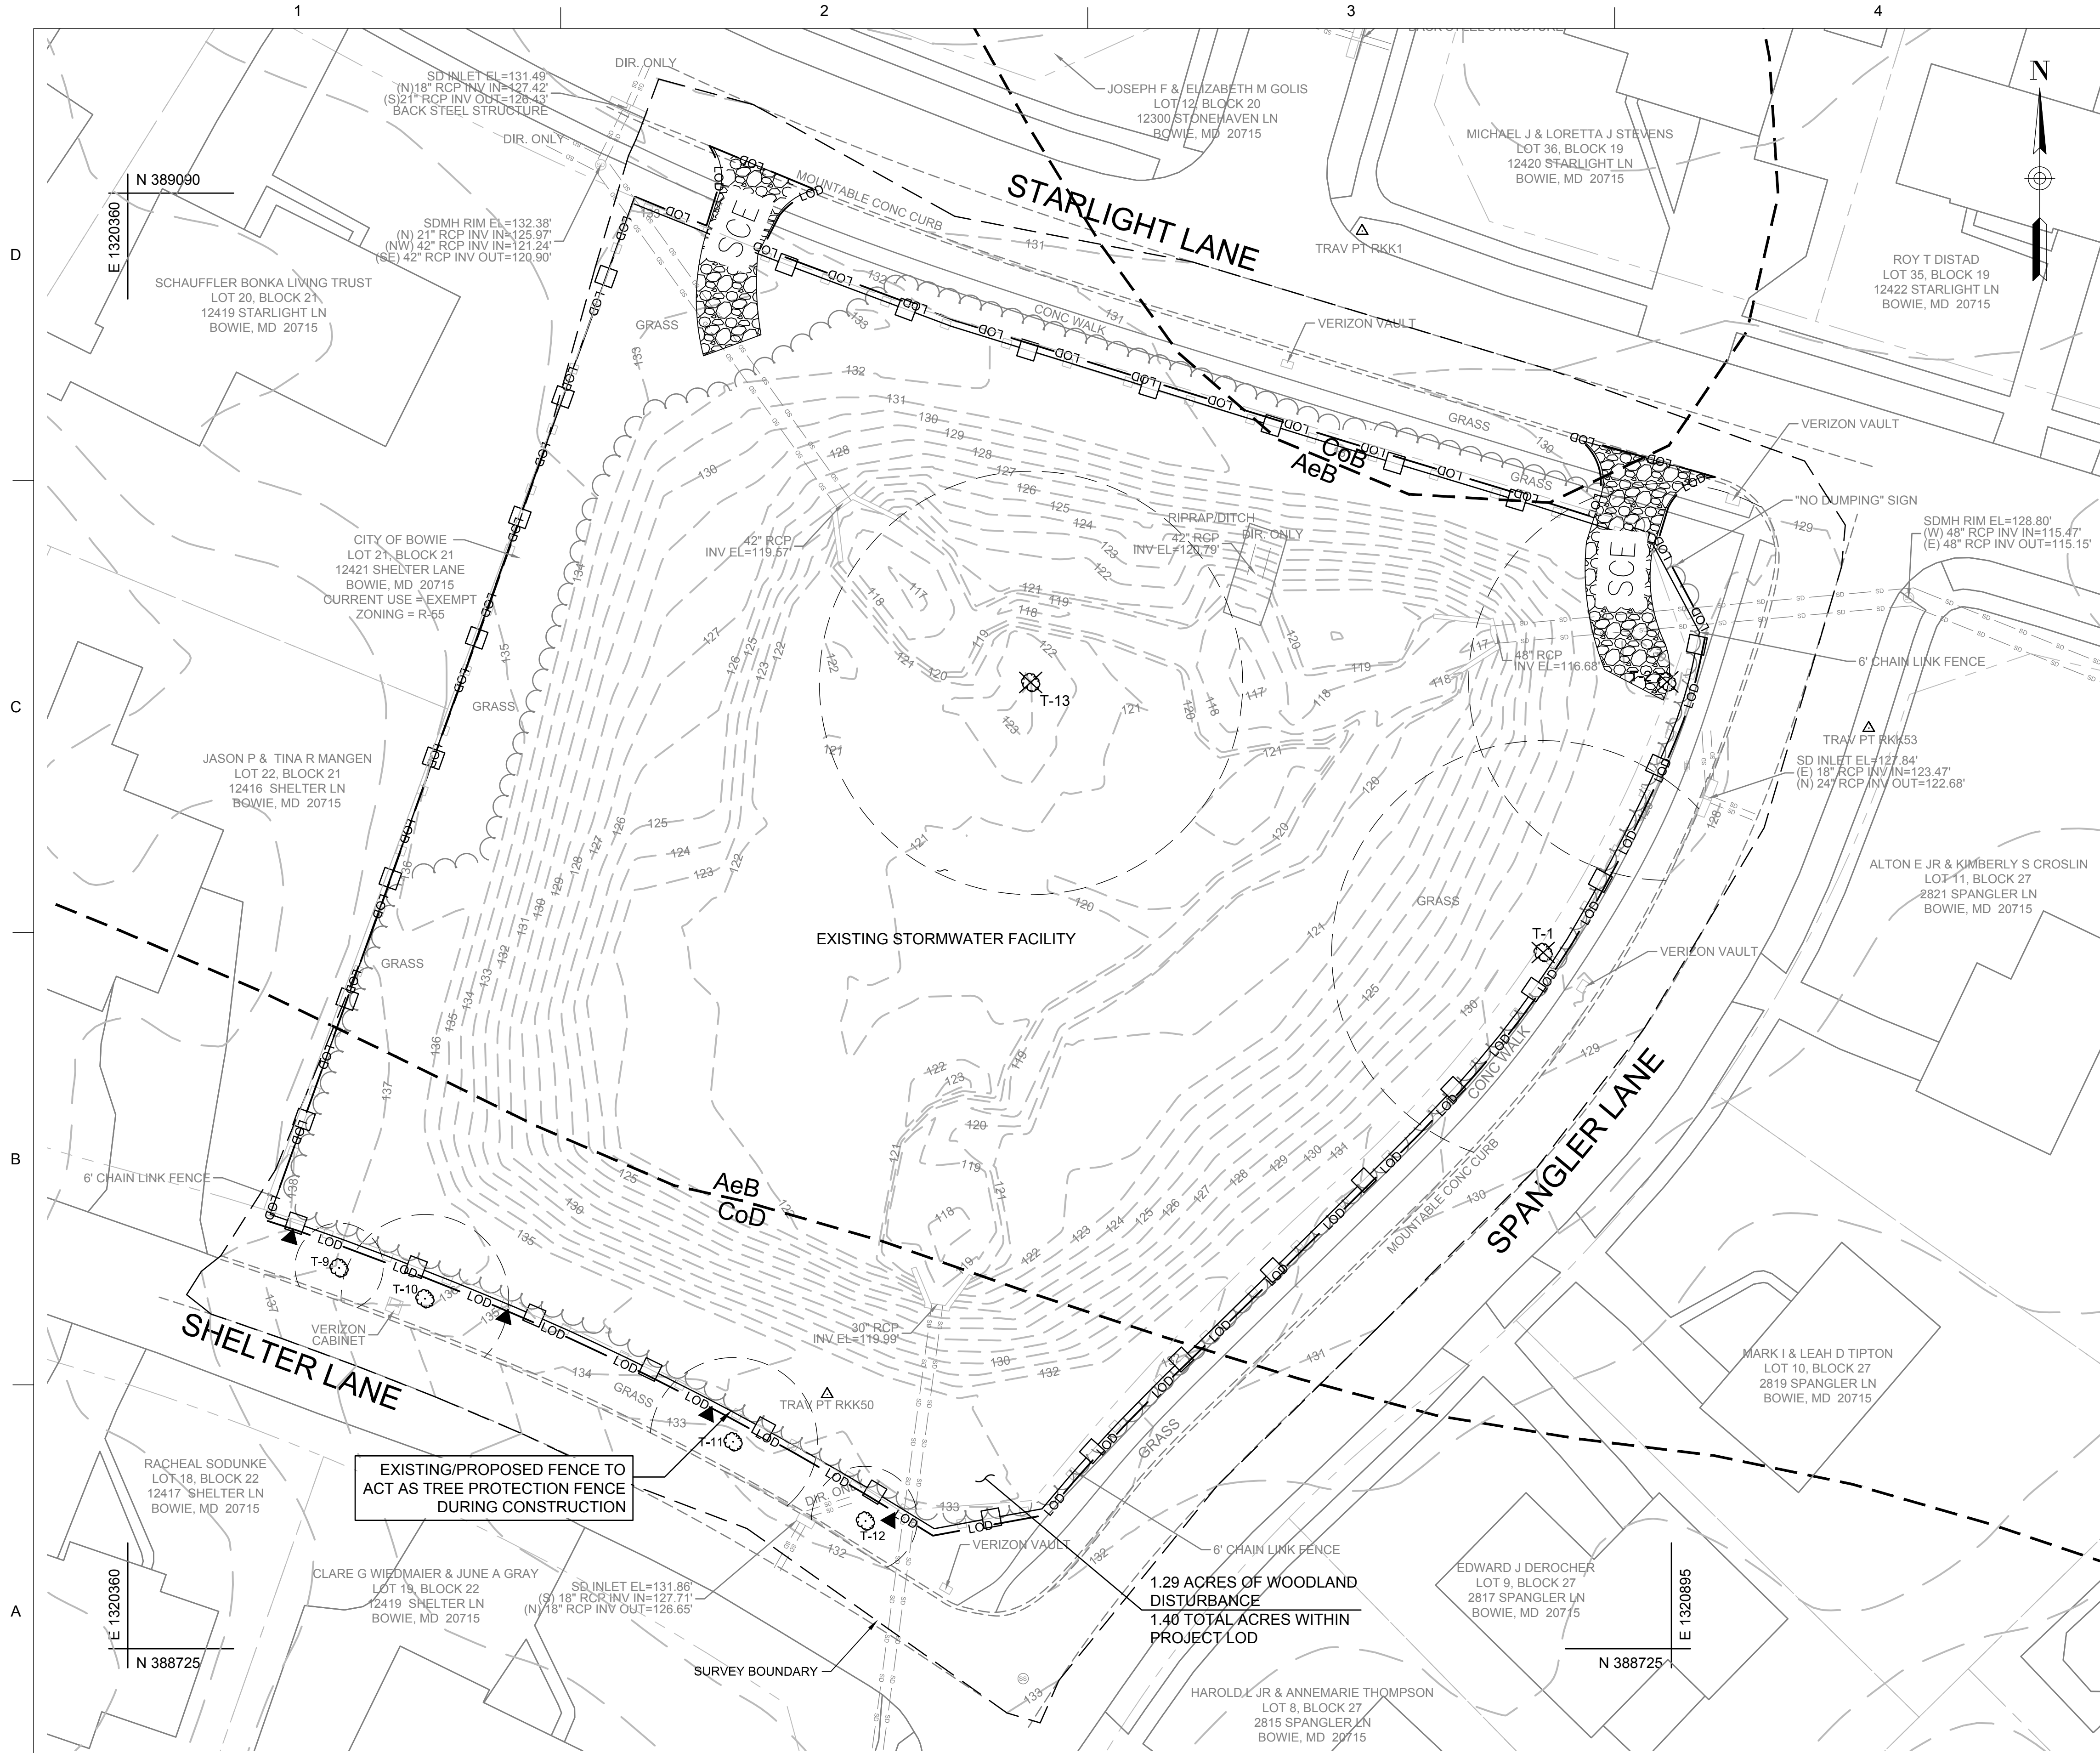 1
2
3
4
D
C
B
A
N
SD INLET EL=131.49'
(N)18" RCP INV IN=127.42'
(S)21" RCP INV OUT=126.43'
BACK STEEL STRUCTURE
DIR. ONLY
DIR. ONLY
JOSEPH F & ELIZABETH M GOLIS
LOT 12, BLOCK 20
12300 STONEHAVEN LN
BOWIE, MD 20715
MICHAEL J & LORETTA J STEVENS
LOT 36, BLOCK 19
12420 STARLIGHT LN
BOWIE, MD 20715
N 389090
E 1320360
SDMH RIM EL=132.38'
(N) 21" RCP INV IN=125.97'
(NW) 42" RCP INV IN=121.24'
(SE) 42" RCP INV OUT=120.90'
MOUNTABLE CONC CURB
STARLIGHT LANE
TRAV PT RKK1
ROY T DISTAD
LOT 35, BLOCK 19
12422 STARLIGHT LN
BOWIE, MD 20715
SCHAUFFLER BONKA LIVING TRUST
LOT 20, BLOCK 21
12419 STARLIGHT LN
BOWIE, MD 20715
SCE
GRASS
CONC WALK
VERIZON VAULT
GRASS
VERIZON VAULT
CoB
AeB
GRASS
"NO DUMPING" SIGN
SDMH RIM EL=128.80'
(W) 48" RCP INV IN=115.47'
(E) 48" RCP INV OUT=115.15'
CITY OF BOWIE
LOT 21, BLOCK 21
12421 SHELTER LANE
BOWIE, MD 20715
CURRENT USE = EXEMPT
ZONING = R-55
42" RCP
INV EL=119.57'
RIPRAP/DITCH
42" RCP
INV EL=120.79'
DIR. ONLY
SCE
48" RCP
INV EL=116.68'
6' CHAIN LINK FENCE
T-13
GRASS
TRAV PT RKK53
SD INLET EL=127.84'
(E) 18" RCP INV IN=123.47'
(N) 24" RCP INV OUT=122.68'
JASON P & TINA R MANGEN
LOT 22, BLOCK 21
12416 SHELTER LN
BOWIE, MD 20715
ALTON E JR & KIMBERLY S CROSLIN
LOT 11, BLOCK 27
2821 SPANGLER LN
BOWIE, MD 20715
GRASS
EXISTING STORMWATER FACILITY
T-1
VERIZON VAULT
GRASS
CONC WALK
MOUNTABLE CONC CURB
SPANGLER LANE
6' CHAIN LINK FENCE
AeB
CoD
T-9
T-10
VERIZON
CABINET
30" RCP
INV EL=119.99'
SHELTER LANE
GRASS
TRAV PT RKK50
T-11
MARK I & LEAH D TIPTON
LOT 10, BLOCK 27
2819 SPANGLER LN
BOWIE, MD 20715
GRASS
RACHEAL SODUNKE
LOT 18, BLOCK 22
12417 SHELTER LN
BOWIE, MD 20715
EXISTING/PROPOSED FENCE TO
ACT AS TREE PROTECTION FENCE
DURING CONSTRUCTION
DIR. ONLY
T-12
VERIZON VAULT
6' CHAIN LINK FENCE
CLARE G WIEDMAIER & JUNE A GRAY
LOT 19, BLOCK 22
12419 SHELTER LN
BOWIE, MD 20715
SD INLET EL=131.86'
(S) 18" RCP INV IN=127.71'
(N) 18" RCP INV OUT=126.65'
1.29 ACRES OF WOODLAND
DISTURBANCE
1.40 TOTAL ACRES WITHIN
PROJECT LOD
EDWARD J DEROCHER
LOT 9, BLOCK 27
2817 SPANGLER LN
BOWIE, MD 20715
E 1320895
N 388725
E 1320360
N 388725
SURVEY BOUNDARY
HAROLD L JR & ANNEMARIE THOMPSON
LOT 8, BLOCK 27
2815 SPANGLER LN
BOWIE, MD 20715